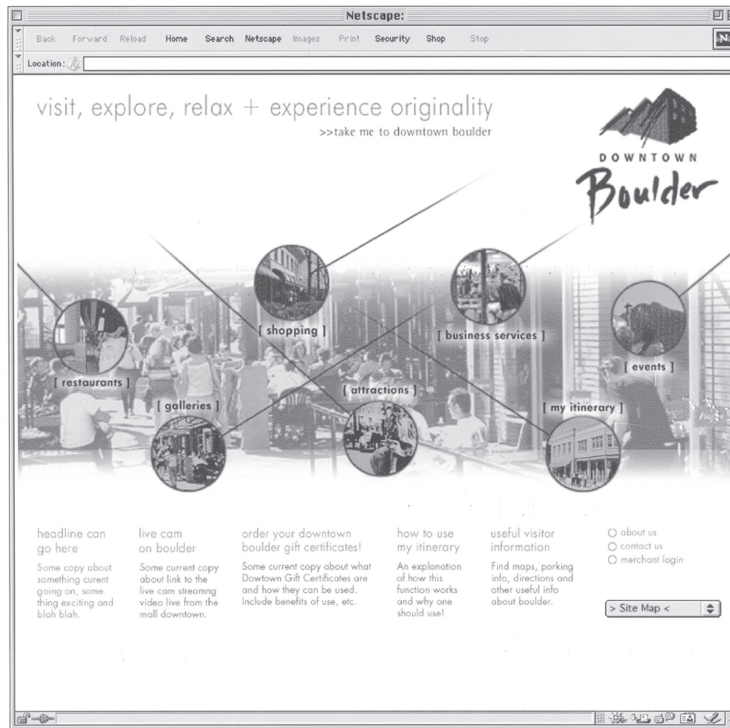 Netscape:
Back Forward Reload Home Search Netscape Images Print Security Shop Stop
N
Location:
visit, explore, relax + experience originality
>>take me to downtown boulder
DOWNTOWN
Boulder
[ shopping ]
[ business services ]
[ events ]
[ restaurants ]
[ attractions ]
[ galleries ]
[ my itinerary ]
headline can
go here
Some copy about
something curent
going on, some
thing exciting and
blah blah.
live cam
on boulder
Some current copy
about link to the
live cam streamng
video live from the
mall downtown.
order your downtown
boulder gift certificates!
Some current copy about what
Dowtown Gift Certificates are
and how they can be used.
Include benefits of use, etc.
how to use
my itinerary
An explanation
of how this
function works
and why one
should use!
useful visitor
information
Find maps, parking
info, directions and
other useful info
about boulder.
about us
contact us
merchant login
> Site Map <